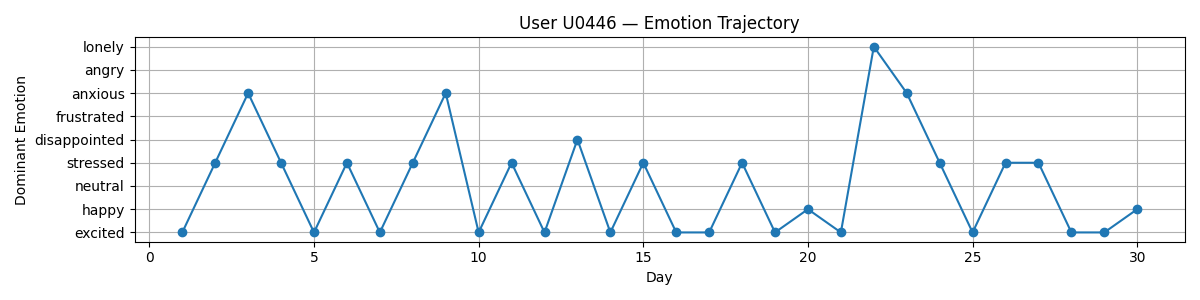 User U0446 — Emotion Trajectory
Dominant Emotion
lonely
angry
anxious
frustrated
disappointed
stressed
neutral
happy
excited
0 5 10 15 20 25 30
Day